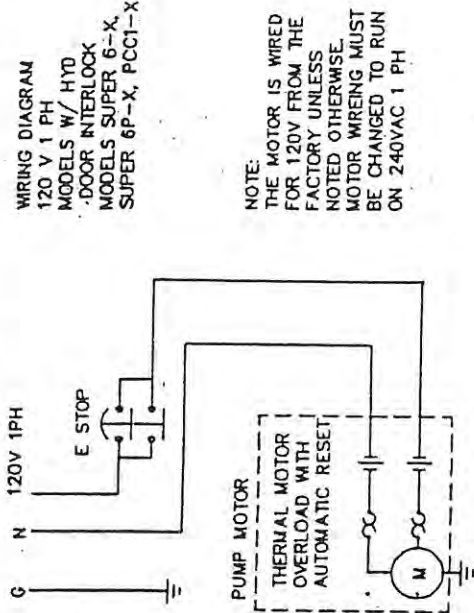 WIRING DIAGRAM
120 V 1 PH
MODELS W/ HYD
DOOR INTERLOCK
MODELS SUPER 6-X,
SUPER 6P-X, PCC1-X
NOTE:
THE MOTOR IS WIRED
FOR 120V FROM THE
FACTORY UNLESS
NOTED OTHERWISE.
MOTOR WIREING MUST
BE CHANGED TO RUN
ON 240VAC 1 PH
G
N
120V 1PH
E STOP
PUMP MOTOR
THERMAL MOTOR
OVERLOAD WITH
AUTOMATIC RESET
M